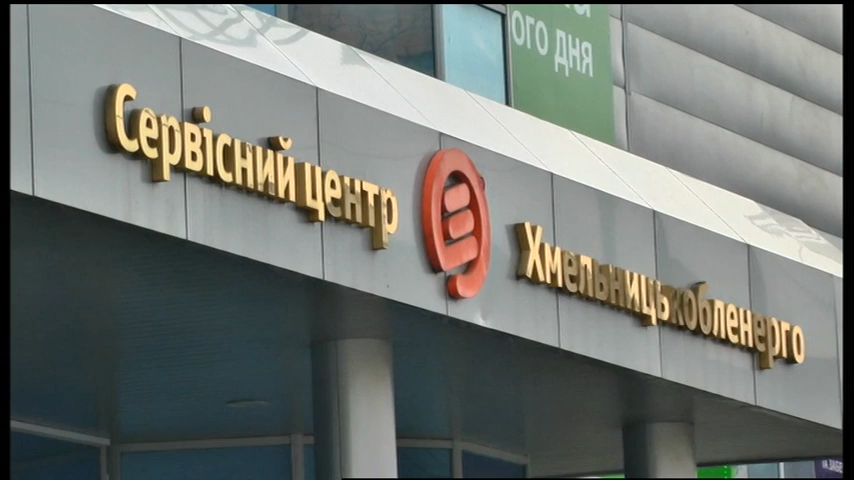 ого дня
Сервісний центр
Хмельницькобленерго